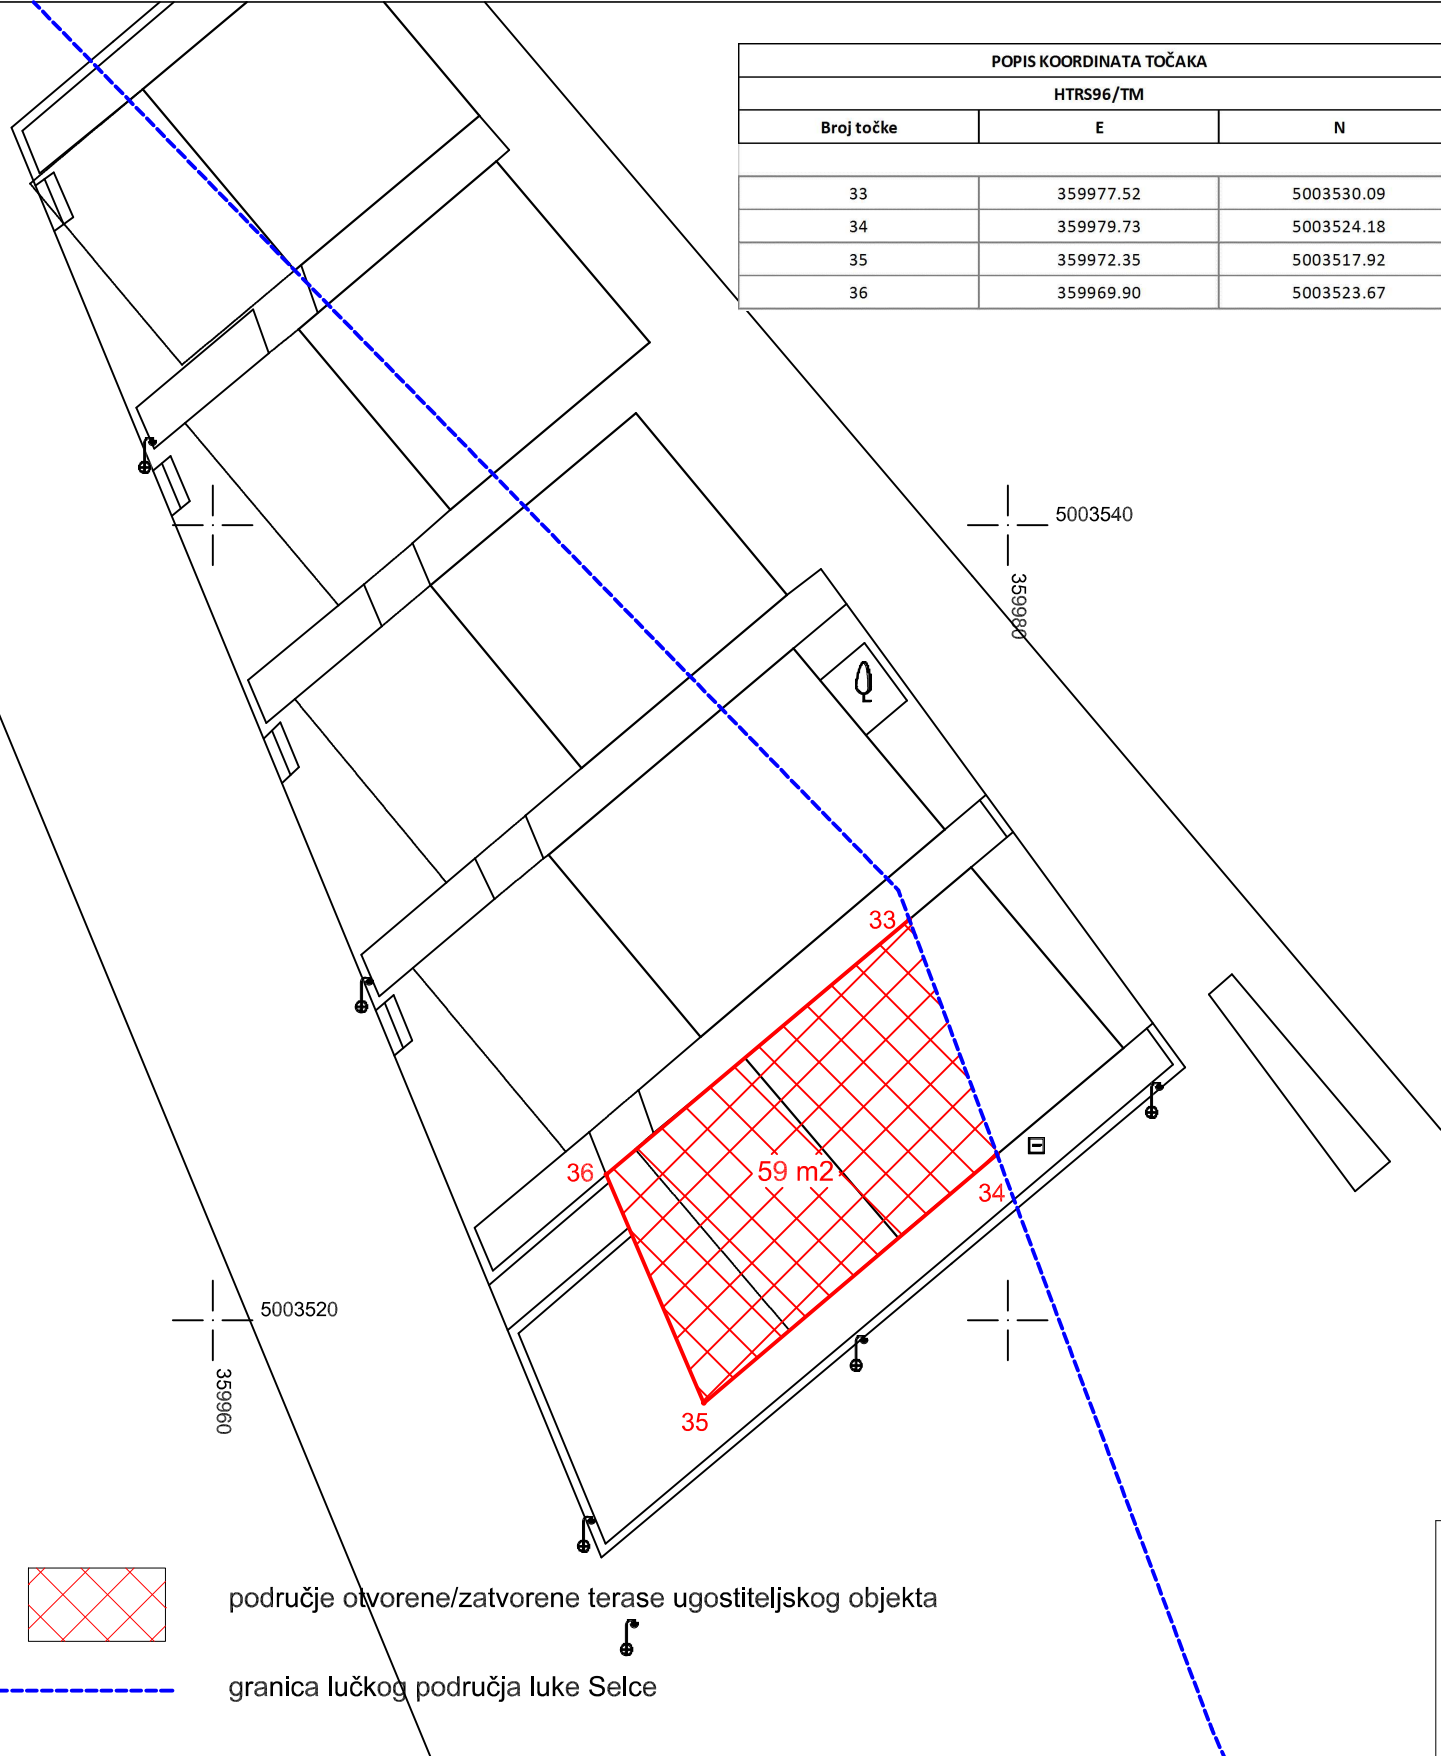 POPIS KOORDINATA TOČAKA
HTRS96/TM
Broj točke E N
33 359977.52 5003530.09
34 359979.73 5003524.18
35 359972.35 5003517.92
36 359969.90 5003523.67
5003540
359980
33
36
59 m2
34
5003520
359960
35
područje otvorene/zatvorene terase ugostiteljskog objekta
granica lučkog područja luke Selce